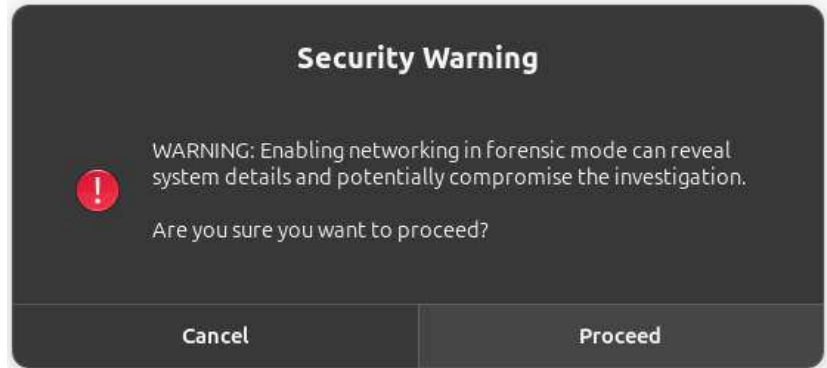 Security Warning
WARNING: Enabling networking in forensic mode can reveal
system details and potentially compromise the investigation.
Are you sure you want to proceed?
Cancel
Proceed